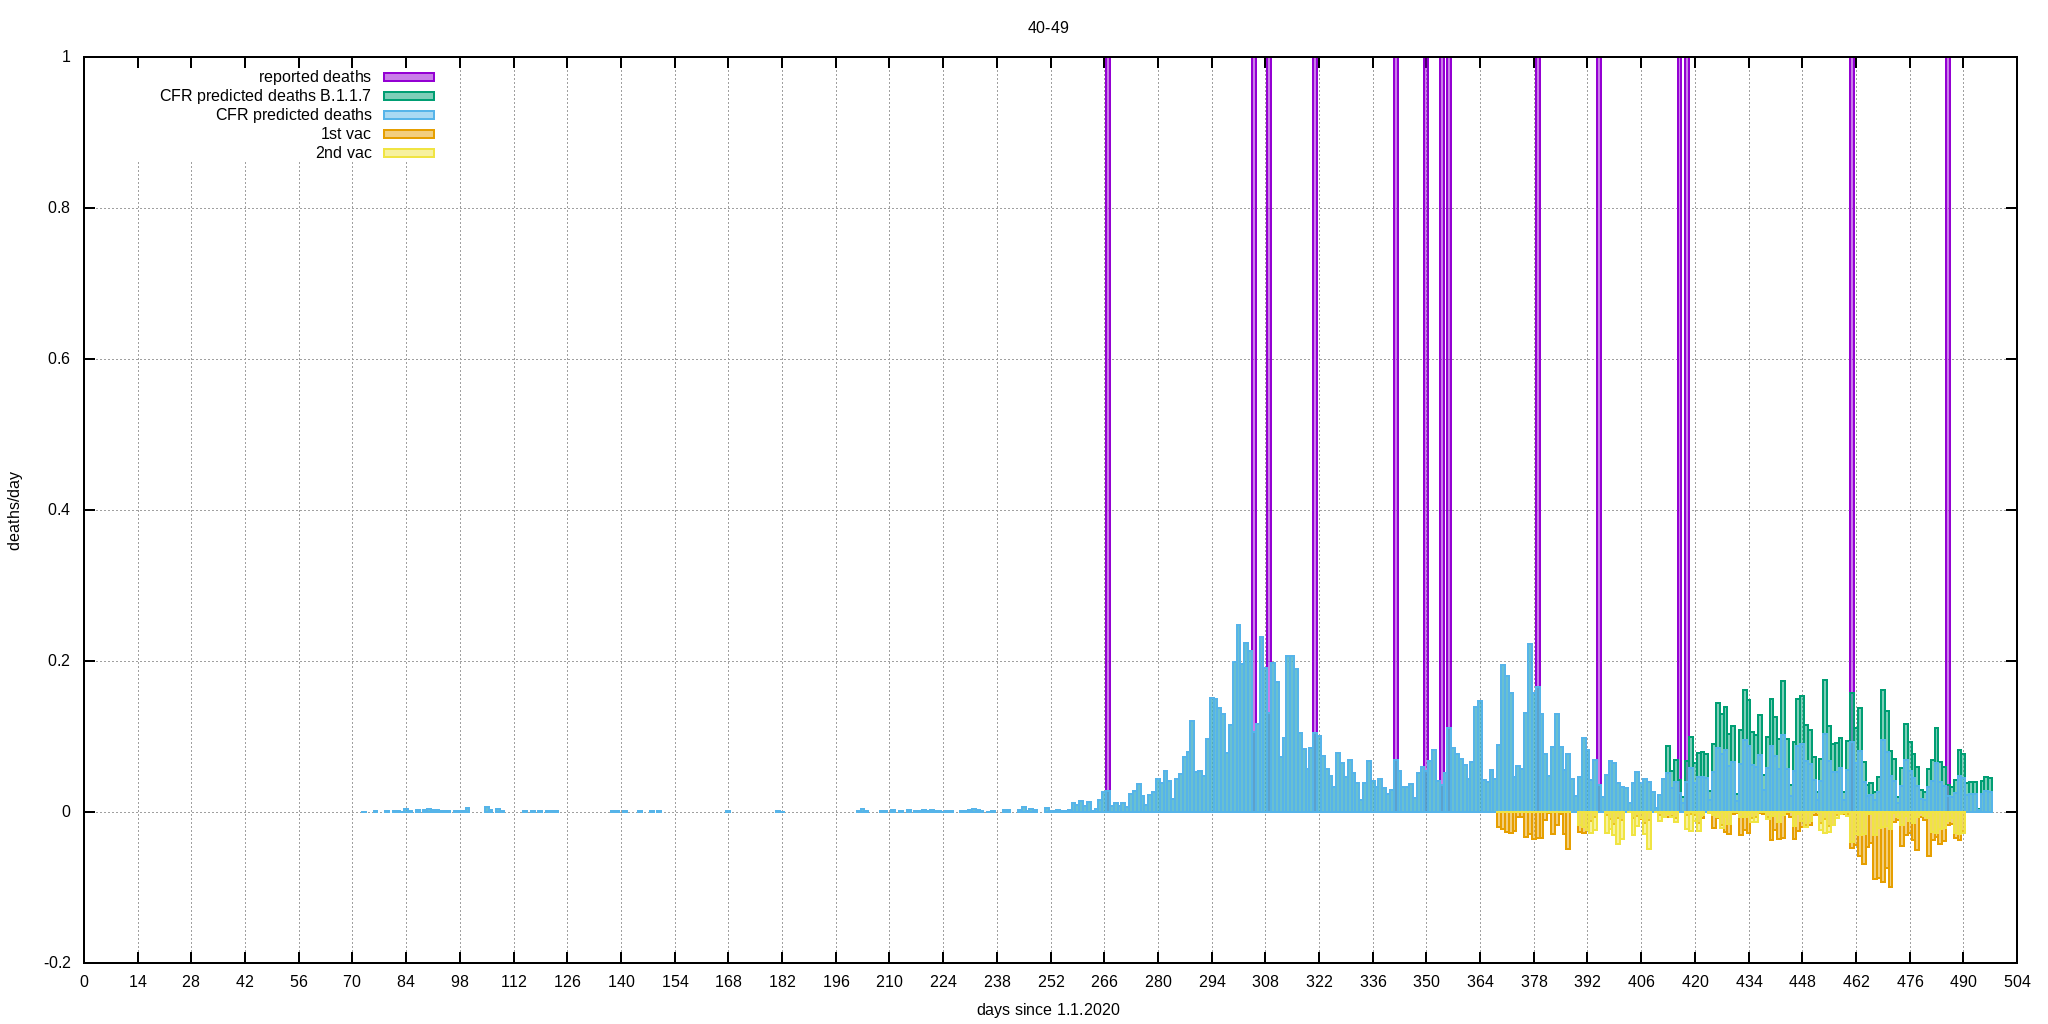 40-49
1
reported deaths
CFR predicted deaths B.1.1.7
CFR predicted deaths
1st vac
2nd vac
0.8
0.6
0.4
0.2
0
-0.2
deaths/day
0 14 28 42 56 70 84 98 112 126 140 154 168 182 196 210 224 238 252 266 280 294 308 322 336 350 364 378 392 406 420 434 448 462 476 490 504
days since 1.1.2020